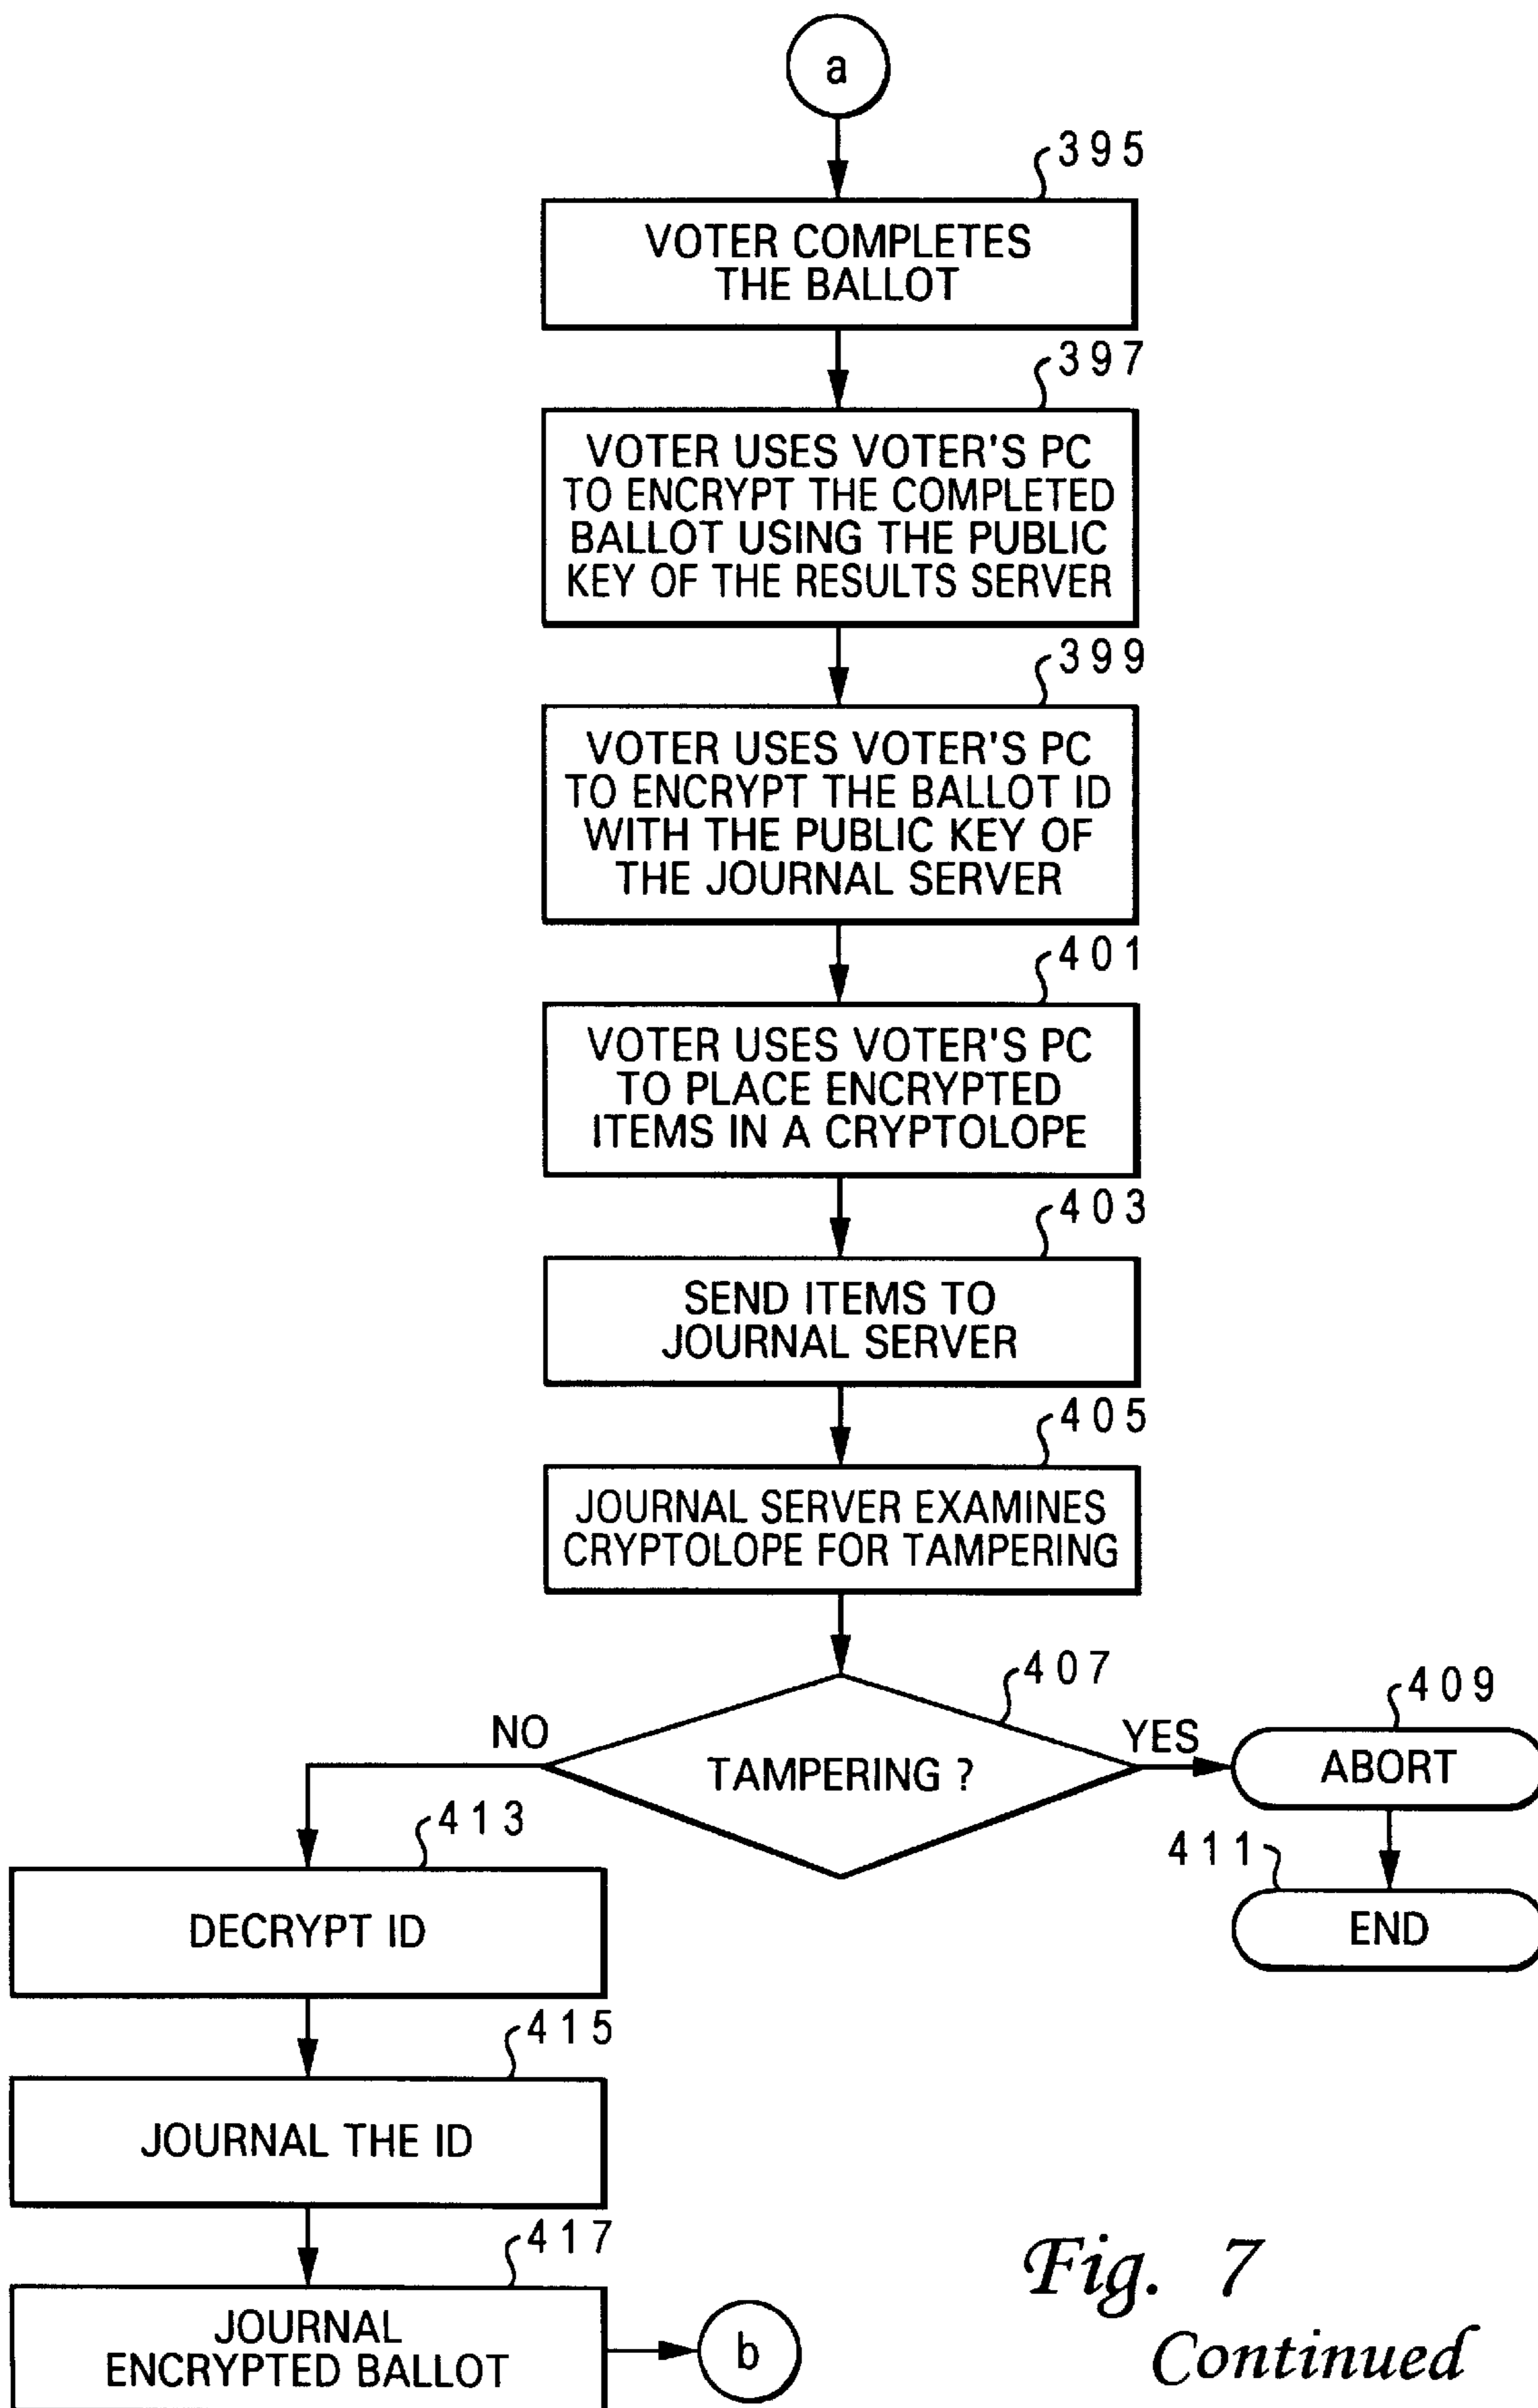 a
395
VOTER COMPLETES
THE BALLOT
397
VOTER USES VOTER'S PC
TO ENCRYPT THE COMPLETED
BALLOT USING THE PUBLIC
KEY OF THE RESULTS SERVER
399
VOTER USES VOTER'S PC
TO ENCRYPT THE BALLOT ID
WITH THE PUBLIC KEY OF
THE JOURNAL SERVER
401
VOTER USES VOTER'S PC
TO PLACE ENCRYPTED
ITEMS IN A CRYPTOLOPE
403
SEND ITEMS TO
JOURNAL SERVER
405
JOURNAL SERVER EXAMINES
CRYPTOLOPE FOR TAMPERING
407
TAMPERING ?
NO
YES
409
ABORT
411
END
413
DECRYPT ID
415
JOURNAL THE ID
417
JOURNAL
ENCRYPTED BALLOT
b
Fig. 7
Continued